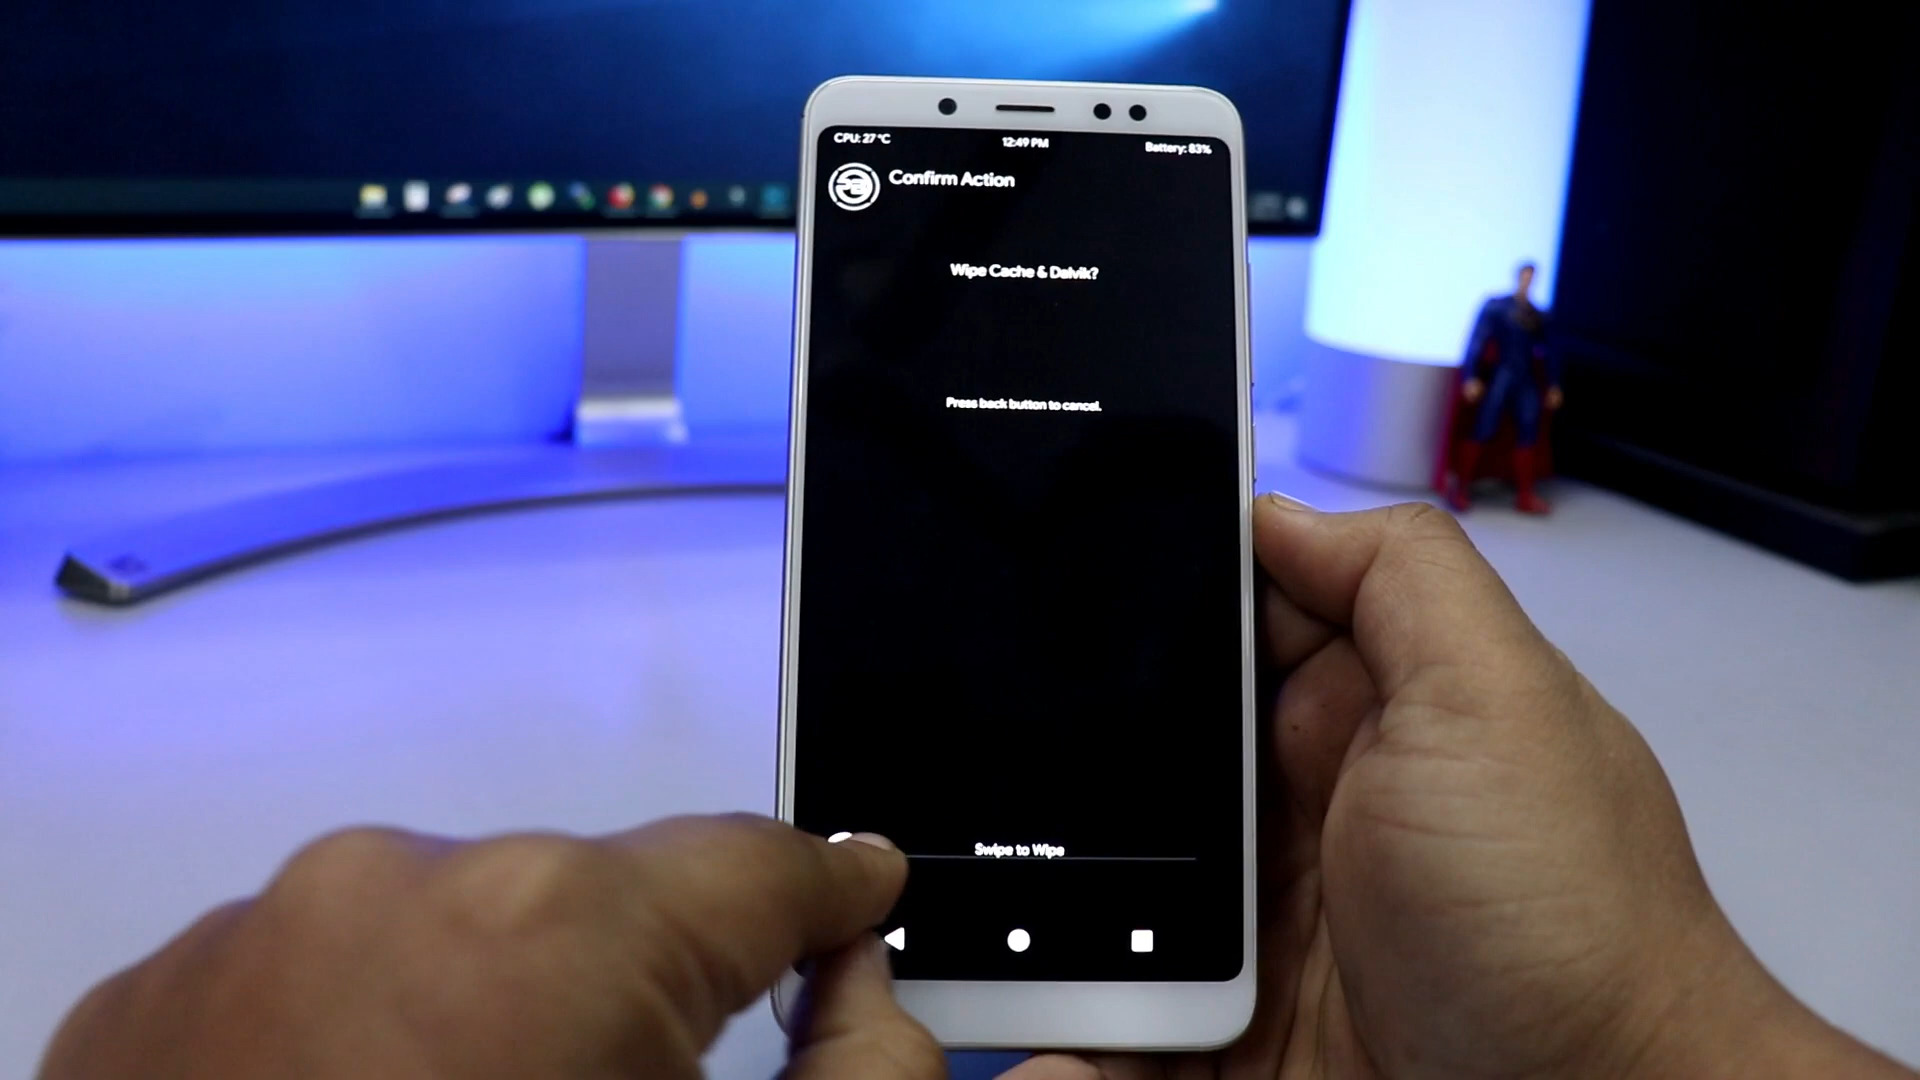 CPU: 27 °C
12:49 PM
Battery: 83%
Confirm Action
Wipe Cache & Dalvik?
Press back button to cancel.
Swipe to Wipe